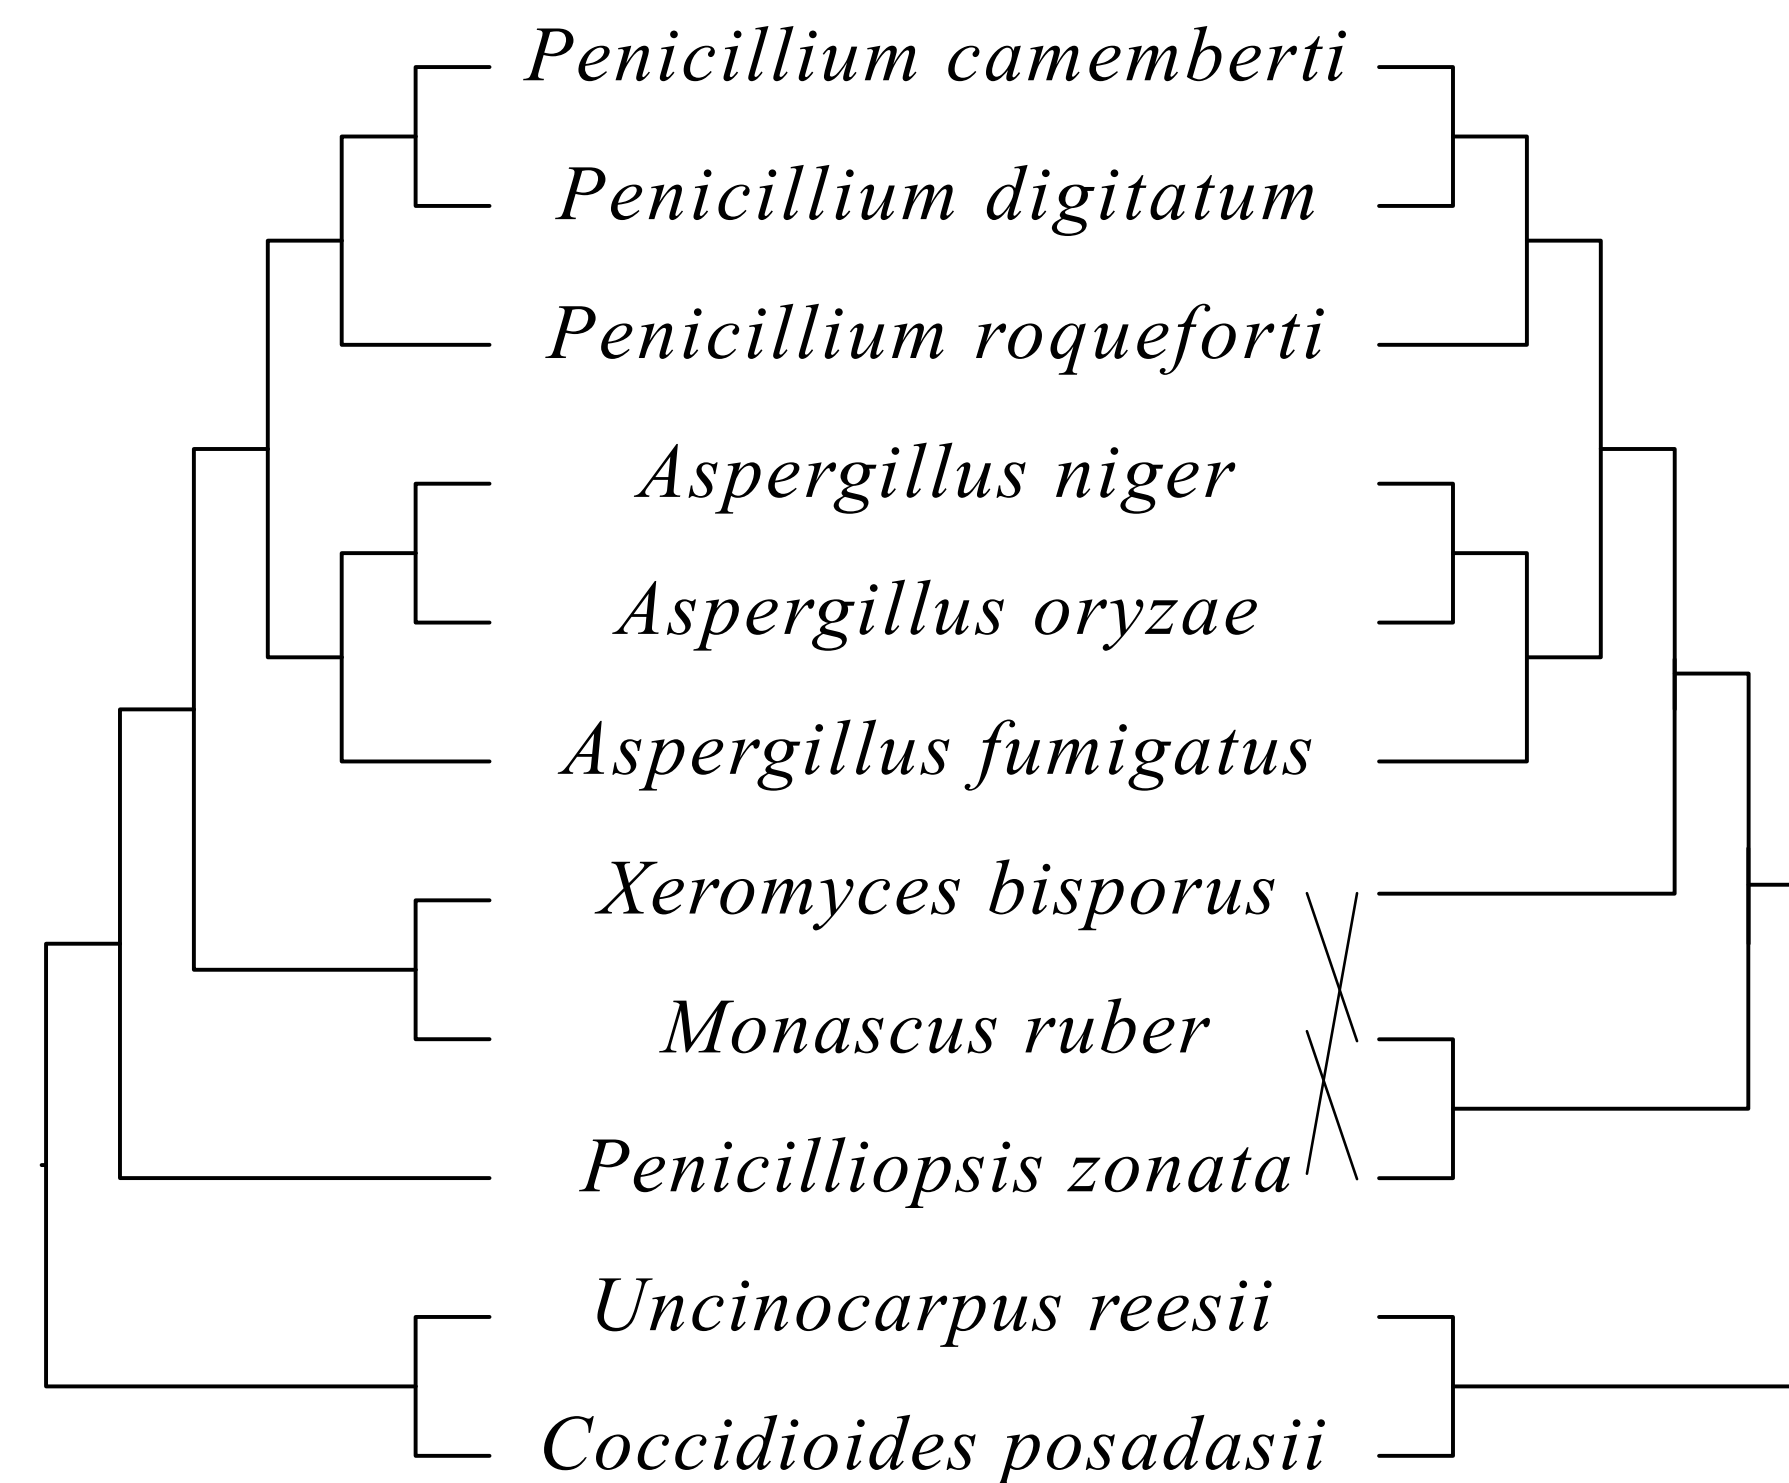 Penicillium camemberti
Penicillium digitatum
Penicillium roqueforti
Aspergillus niger
Aspergillus oryzae
Aspergillus fumigatus
Xeromyces bisporus
Monascus ruber
Penicilliopsis zonata
Uncinocarpus reesii
Coccidioides posadasii